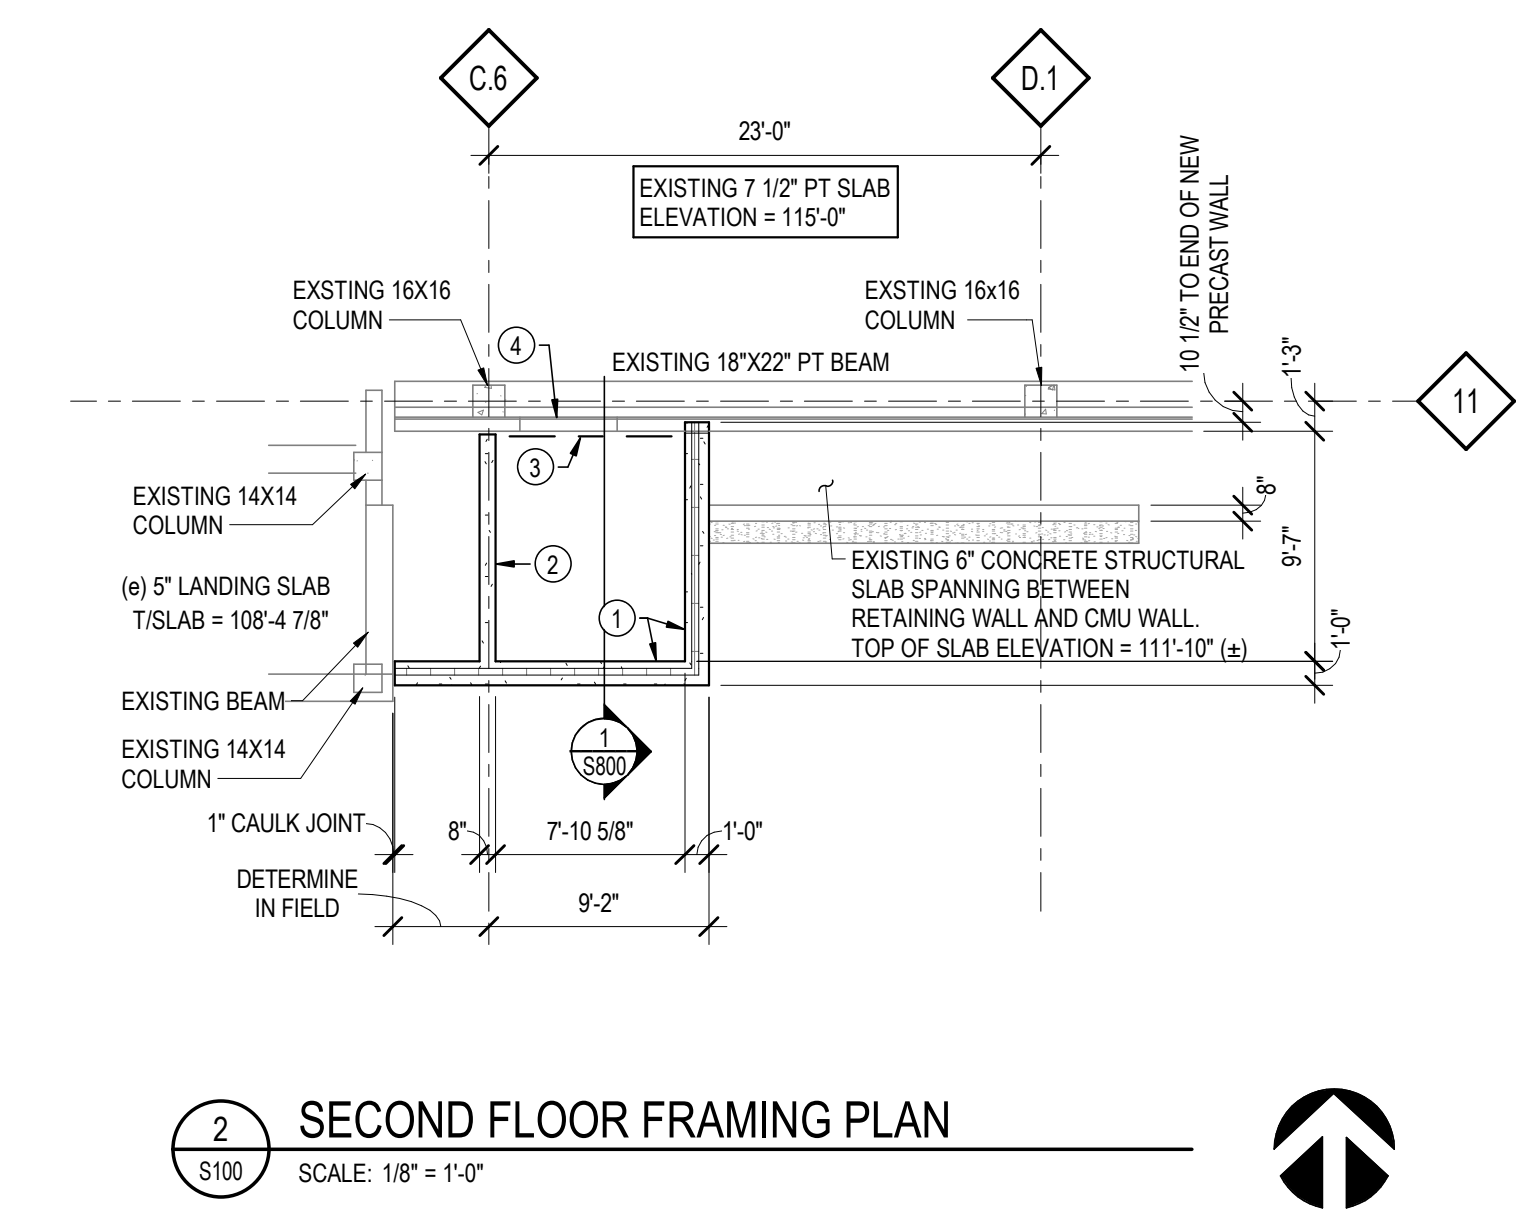 C.6
D.1
23'-0"
EXISTING 7 1/2" PT SLAB
ELEVATION = 115'-0"
10 1/2" TO END OF NEW
PRECAST WALL
EXSTING 16X16
COLUMN
EXSTING 16x16
COLUMN
4
EXISTING 18"X22" PT BEAM
1'-3"
11
3
EXISTING 14X14
COLUMN
8"
2
EXISTING 6" CONCRETE STRUCTURAL
SLAB SPANNING BETWEEN
RETAINING WALL AND CMU WALL.
TOP OF SLAB ELEVATION = 111'-10" (±)
9'-7"
(e) 5" LANDING SLAB
T/SLAB = 108'-4 7/8"
1
1'-0"
EXISTING BEAM
EXISTING 14X14
COLUMN
1
S800
1" CAULK JOINT
8"
7'-10 5/8"
1'-0"
DETERMINE
IN FIELD
9'-2"
2
S100
SECOND FLOOR FRAMING PLAN
SCALE: 1/8" = 1'-0"